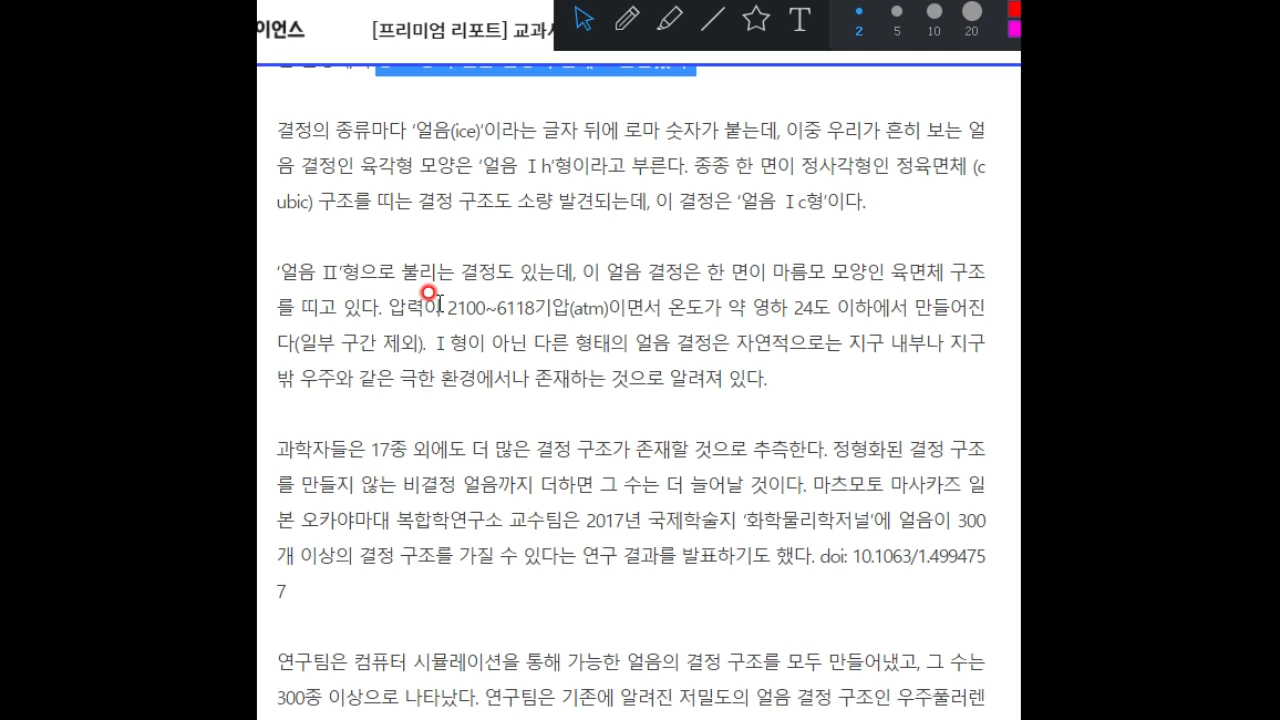 이언스
[프리미엄 리포트] 교과서
T
2 5 10 20
결정의 종류마다 ‘얼음(ice)’이라는 글자 뒤에 로마 숫자가 붙는데, 이중 우리가 흔히 보는 얼
음 결정인 육각형 모양은 ‘얼음 Ⅰh’형이라고 부른다. 종종 한 면이 정사각형인 정육면체 (c
ubic) 구조를 띠는 결정 구조도 소량 발견되는데, 이 결정은 ‘얼음 Ⅰc형’이다.
‘얼음 Ⅱ’형으로 불리는 결정도 있는데, 이 얼음 결정은 한 면이 마름모 모양인 육면체 구조
를 띠고 있다. 압력이 2100~6118기압(atm)이면서 온도가 약 영하 24도 이하에서 만들어진
다(일부 구간 제외). Ⅰ형이 아닌 다른 형태의 얼음 결정은 자연적으로는 지구 내부나 지구
밖 우주와 같은 극한 환경에서나 존재하는 것으로 알려져 있다.
과학자들은 17종 외에도 더 많은 결정 구조가 존재할 것으로 추측한다. 정형화된 결정 구조
를 만들지 않는 비결정 얼음까지 더하면 그 수는 더 늘어날 것이다. 마츠모토 마사카즈 일
본 오카야마대 복합학연구소 교수팀은 2017년 국제학술지 ‘화학물리학저널’에 얼음이 300
개 이상의 결정 구조를 가질 수 있다는 연구 결과를 발표하기도 했다. doi: 10.1063/1.499475
7
연구팀은 컴퓨터 시뮬레이션을 통해 가능한 얼음의 결정 구조를 모두 만들어냈고, 그 수는
300종 이상으로 나타났다. 연구팀은 기존에 알려진 저밀도의 얼음 결정 구조인 우주풀러렌